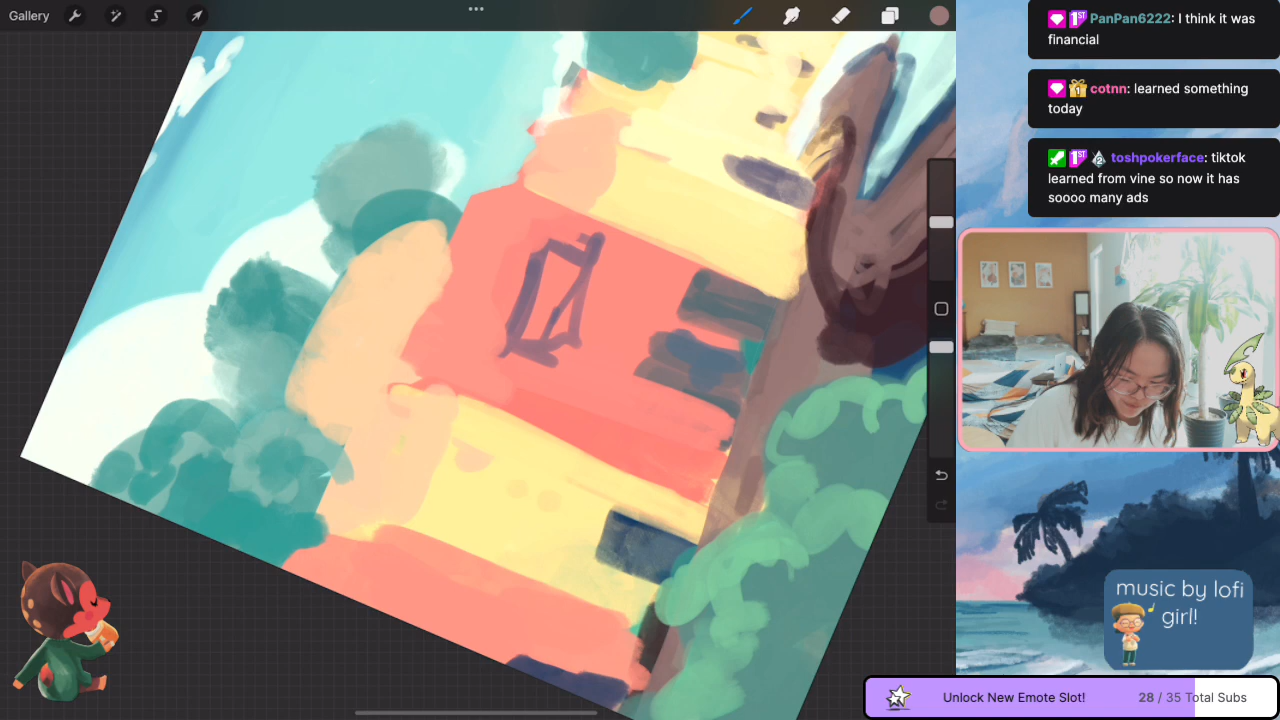 Gallery
PanPan6222: I think it was
financial
cotnn: learned something
today
toshpokerface: tiktok
learned from vine so now it has
soooo many ads
music by lofi
girl!
Unlock New Emote Slot! 28 / 35 Total Subs